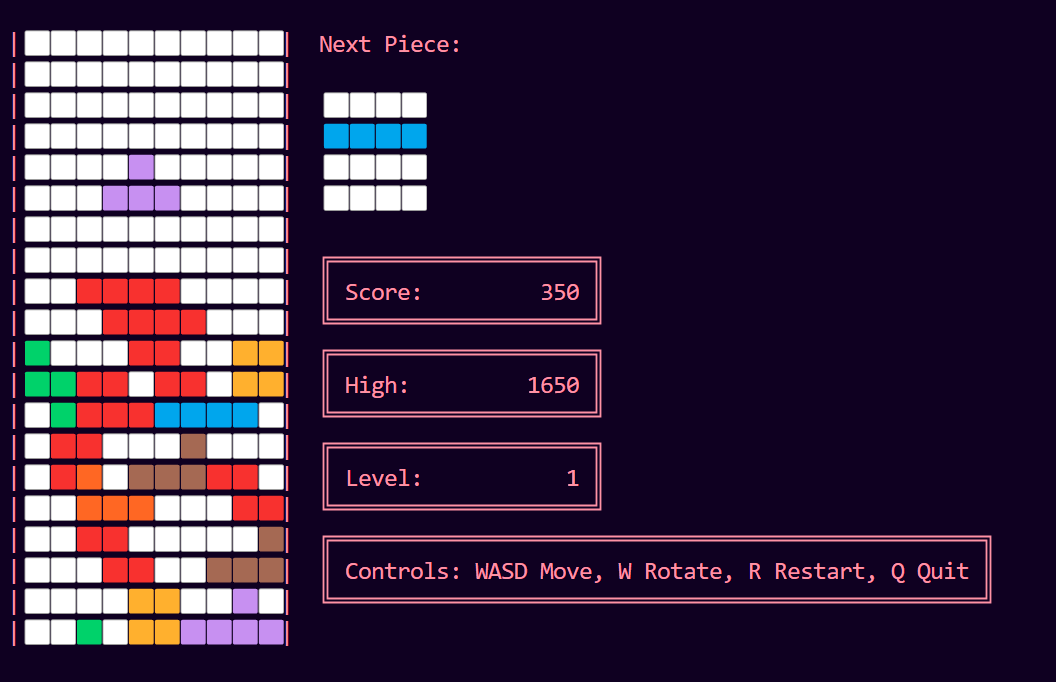 Next Piece:
Score: 350
High: 1650
Level: 1
Controls: WASD Move, W Rotate, R Restart, Q Quit